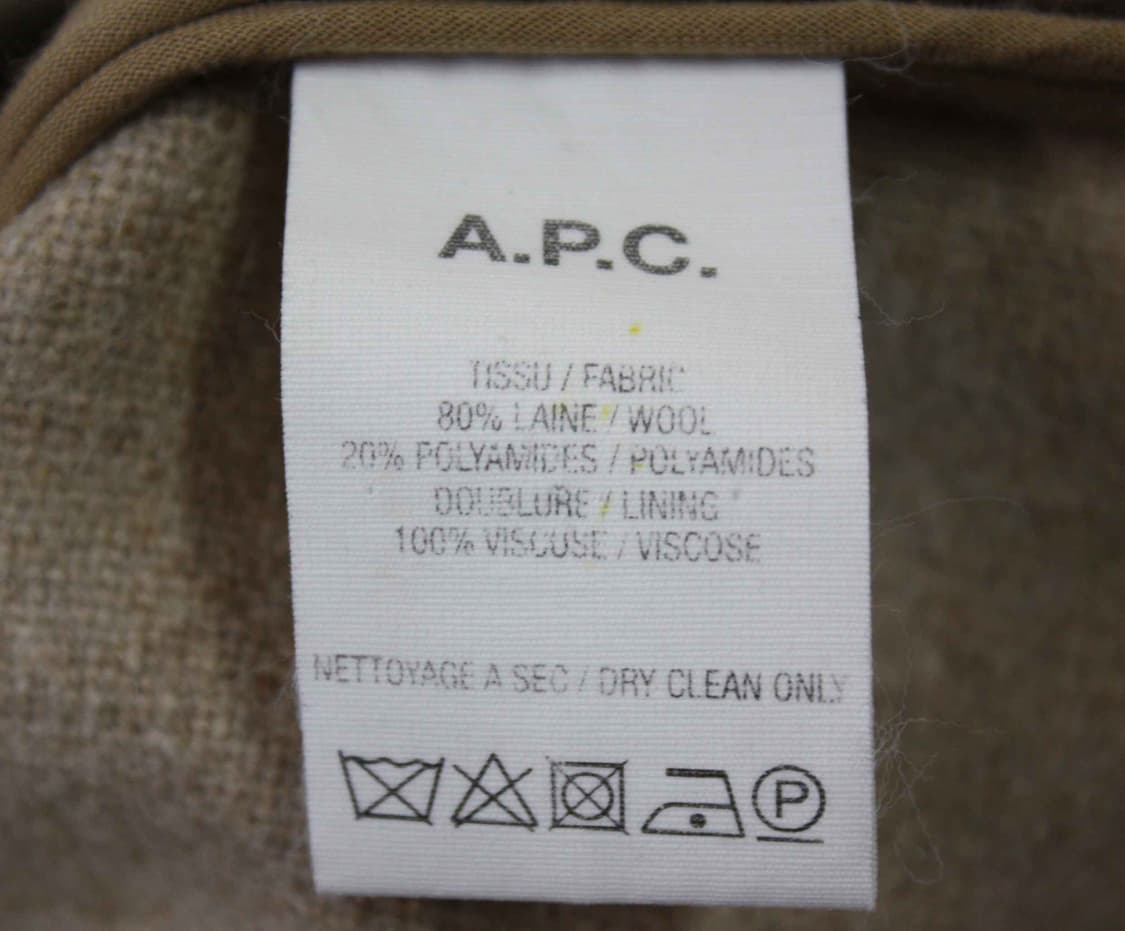 A.P.C.
TISSU / FABRIC
80% LAINE / WOOL
20% POLYAMIDES / POLYAMIDES
DOUBLURE / LINING
100% VISCOSE / VISCOSE
NETTOYAGE A SEC / DRY CLEAN ONLY
P